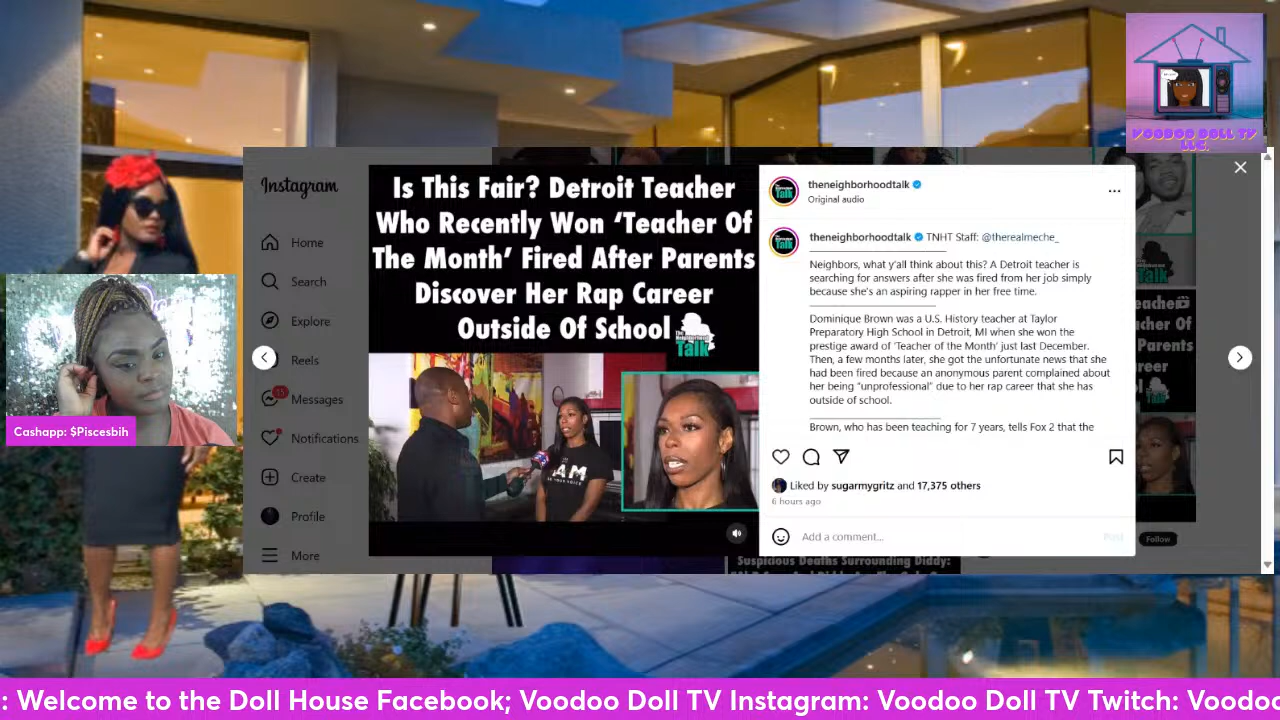 VOODOO DOLL TV
LLC.
Instagram
Home
Search
Explore
Reels
Messages
Notifications
Create
Profile
More
Cashapp: $Piscesbih
Is This Fair? Detroit Teacher
Who Recently Won ‘Teacher Of
The Month’ Fired After Parents
Discover Her Rap Career
Outside Of School
The
Neighborhood
Talk
AM
theneighborhoodtalk
Original audio
theneighborhoodtalk TNHT Staff: @therealmeche_
Neighbors, what y'all think about this? A Detroit teacher is
searching for answers after she was fired from her job simply
because she's an aspiring rapper in her free time.
Dominique Brown was a U.S. History teacher at Taylor
Preparatory High School in Detroit, MI when she won the
prestige award of 'Teacher of the Month' just last December.
Then, a few months later, she got the unfortunate news that she
had been fired because an anonymous parent complained about
her being "unprofessional" due to her rap career that she has
outside of school.
Brown, who has been teaching for 7 years, tells Fox 2 that the
Liked by sugarmygritz and 17,375 others
6 hours ago
Add a comment...
Post
Talk
Follow
Suspicious Deaths Surrounding Diddy:
: Welcome to the Doll House Facebook; Voodoo Doll TV Instagram: Voodoo Doll TV Twitch: Voodoo